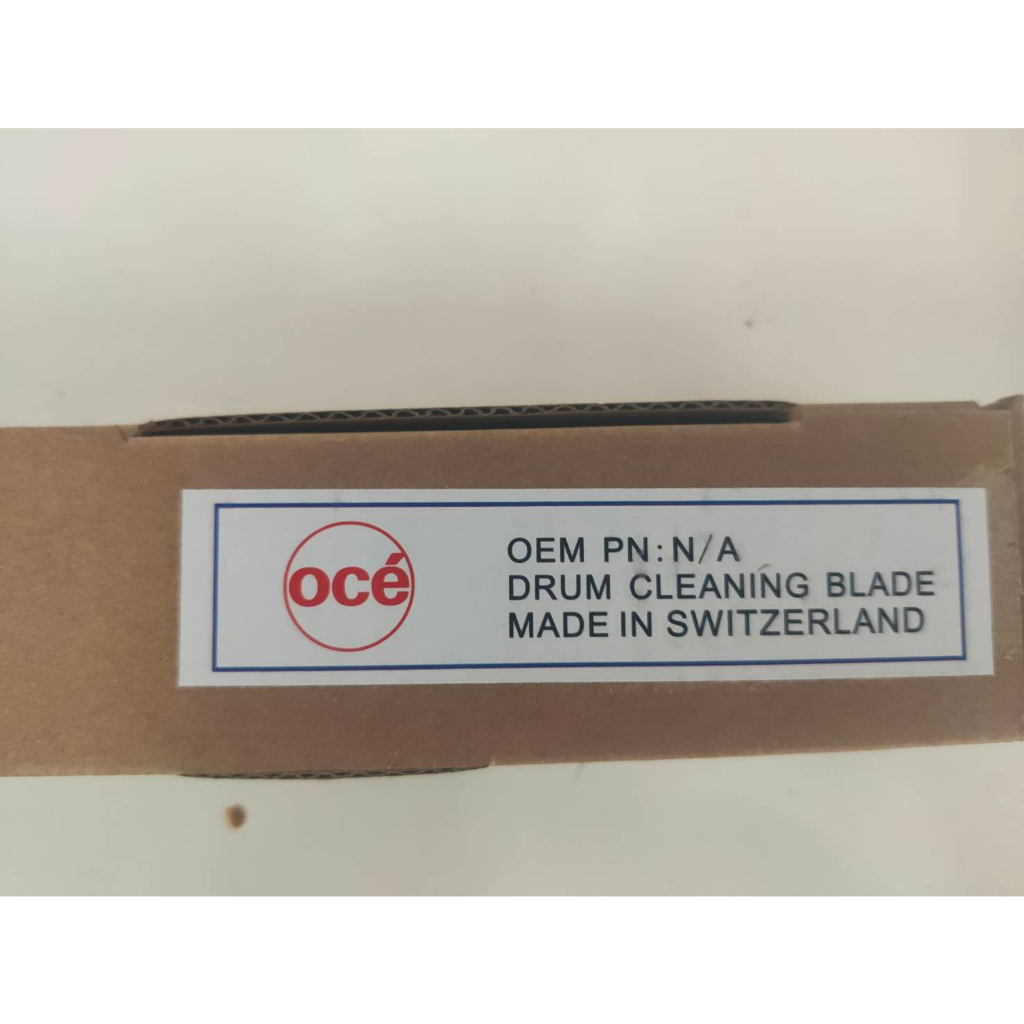 océ
OEM PN: N/A
DRUM CLEANING BLADE
MADE IN SWITZERLAND